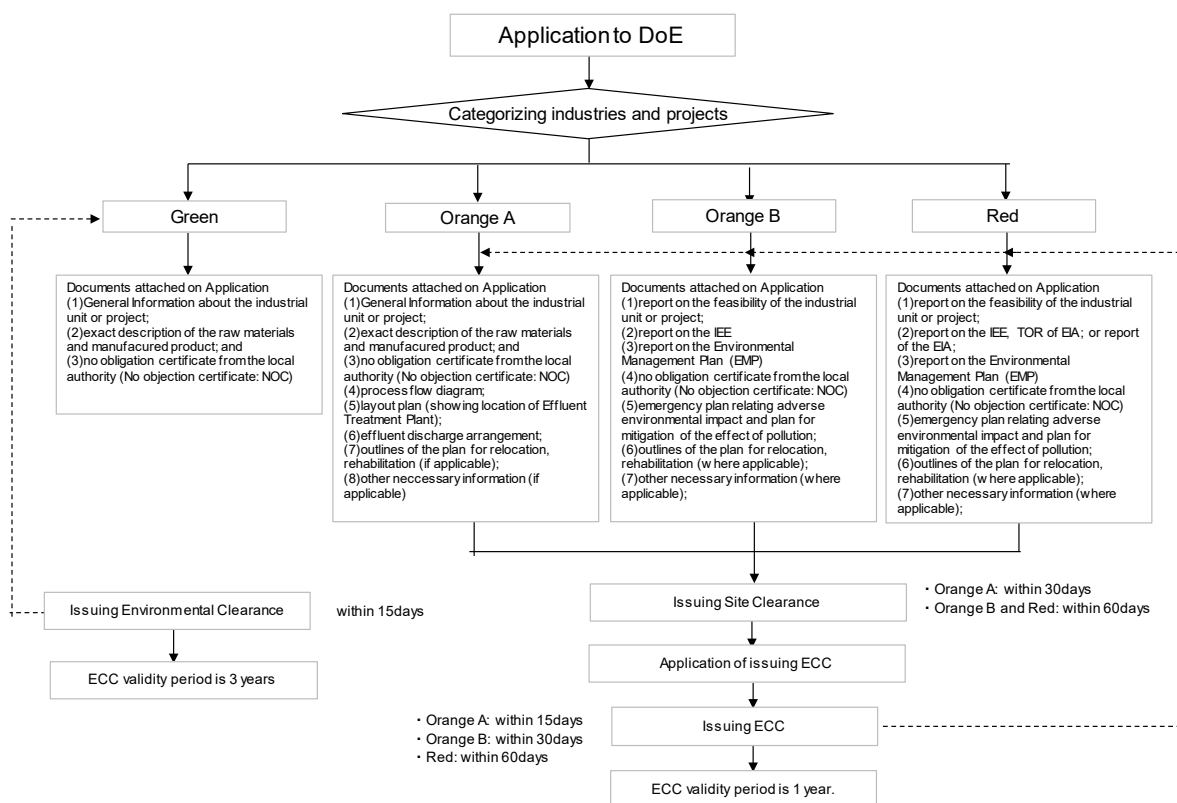 Application to DoE
Categorizing industries and projects
Green
Orange A
Orange B
Red
Documents attached on Application
(1)General Information about the industrial
unit or project;
(2)exact description of the raw materials
and manufacured product; and
(3)no obligation certificate from the local
authority (No objection certificate: NOC)
Documents attached on Application
(1)General Information about the industrial
unit or project;
(2)exact description of the raw materials
and manufacured product; and
(3)no obligation certificate from the local
authority (No objection certificate: NOC)
(4)process flow diagram;
(5)layout plan (showing location of Effluent
Treatment Plant);
(6)effluent discharge arrangement;
(7)outlines of the plan for relocation,
rehabilitation (if applicable);
(8)other neccessary information (if
applicable)
Documents attached on Application
(1)report on the feasibility of the industrial
unit or project;
(2)report on the IEE
(3)report on the Environmental
Management Plan (EMP)
(4)no obligation certificate from the local
authority (No objection certificate: NOC)
(5)emergency plan relating adverse
environmental impact and plan for
mitigation of the effect of pollution;
(6)outlines of the plan for relocation,
rehabilitation (where applicable);
(7)other necessary information (where
applicable);
Documents attached on Application
(1)report on the feasibility of the industrial
unit or project;
(2)report on the IEE, TOR of EIA; or report
of the EIA;
(3)report on the Environmental
Management Plan (EMP)
(4)no obligation certificate from the local
authority (No objection certificate: NOC)
(5)emergency plan relating adverse
environmental impact and plan for
mitigation of the effect of pollution;
(6)outlines of the plan for relocation,
rehabilitation (where applicable);
(7)other necessary information (where
applicable);
Issuing Environmental Clearance
within 15days
ECC validity period is 3 years
Issuing Site Clearance
・Orange A: within 30days
・Orange B and Red: within 60days
Application of issuing ECC
・Orange A: within 15days
・Orange B: within 30days
・Red: within 60days
Issuing ECC
ECC validity period is 1 year.